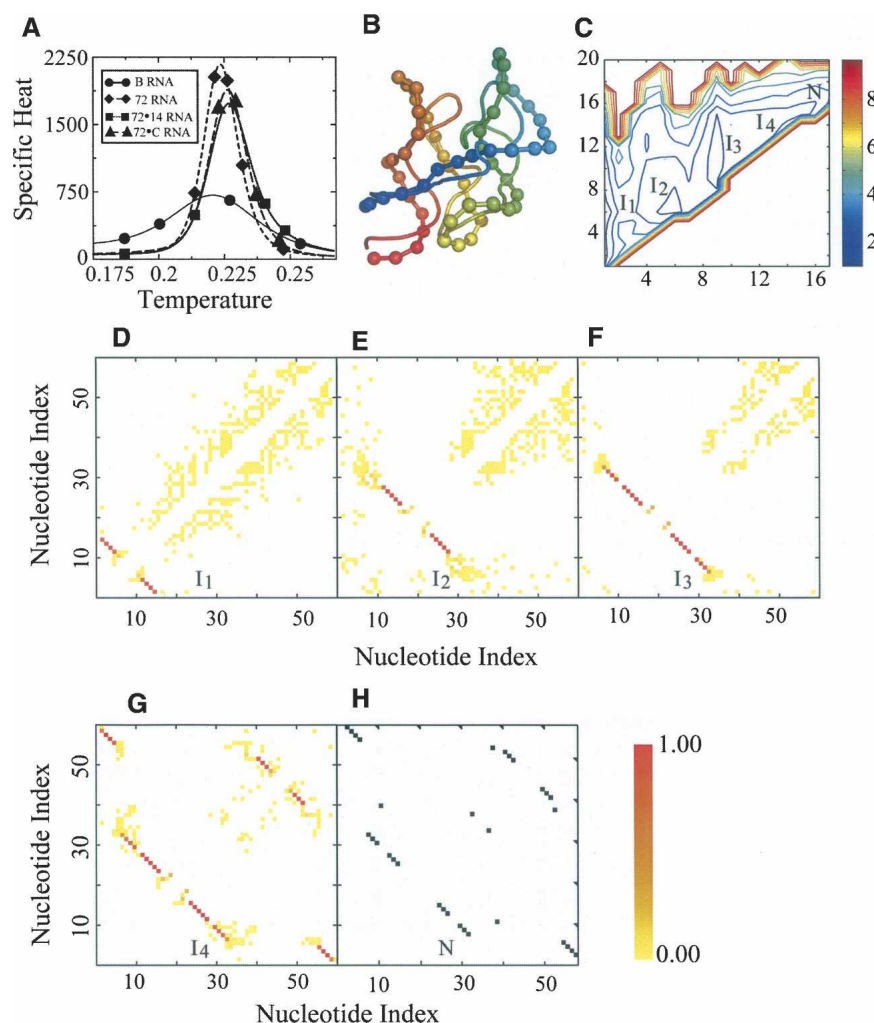 A
B
C
2250
1500
750
0
Specific Heat
B RNA
72 RNA
72•14 RNA
72•C RNA
0.175
0.2
0.225
0.25
Temperature
20
16
12
8
4
4
8
12
16
N
I4
I3
I2
I1
8
6
4
2
D
E
F
50
30
10
Nucleotide Index
I1
I2
I3
10
30
50
10
30
50
10
30
50
Nucleotide Index
G
H
50
30
10
Nucleotide Index
I4
N
10
30
50
10
30
50
Nucleotide Index
1.00
0.00